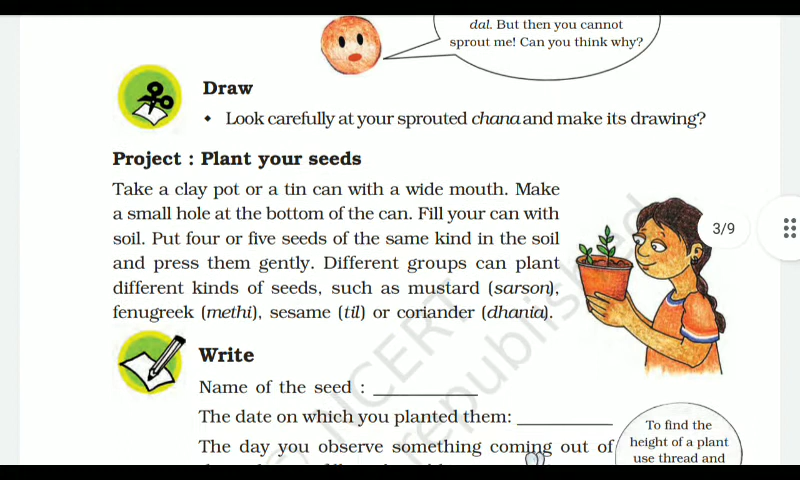 dal. But then you cannot
sprout me! Can you think why?
Draw
• Look carefully at your sprouted chana and make its drawing?
Project : Plant your seeds
Take a clay pot or a tin can with a wide mouth. Make
a small hole at the bottom of the can. Fill your can with
soil. Put four or five seeds of the same kind in the soil
and press them gently. Different groups can plant
different kinds of seeds, such as mustard (sarson),
fenugreek (methi), sesame (til) or coriander (dhania).
3/9
Write
Name of the seed : ___________
The date on which you planted them: __________
The day you observe something coming out of
To find the
height of a plant
use thread and
NCERT
republished